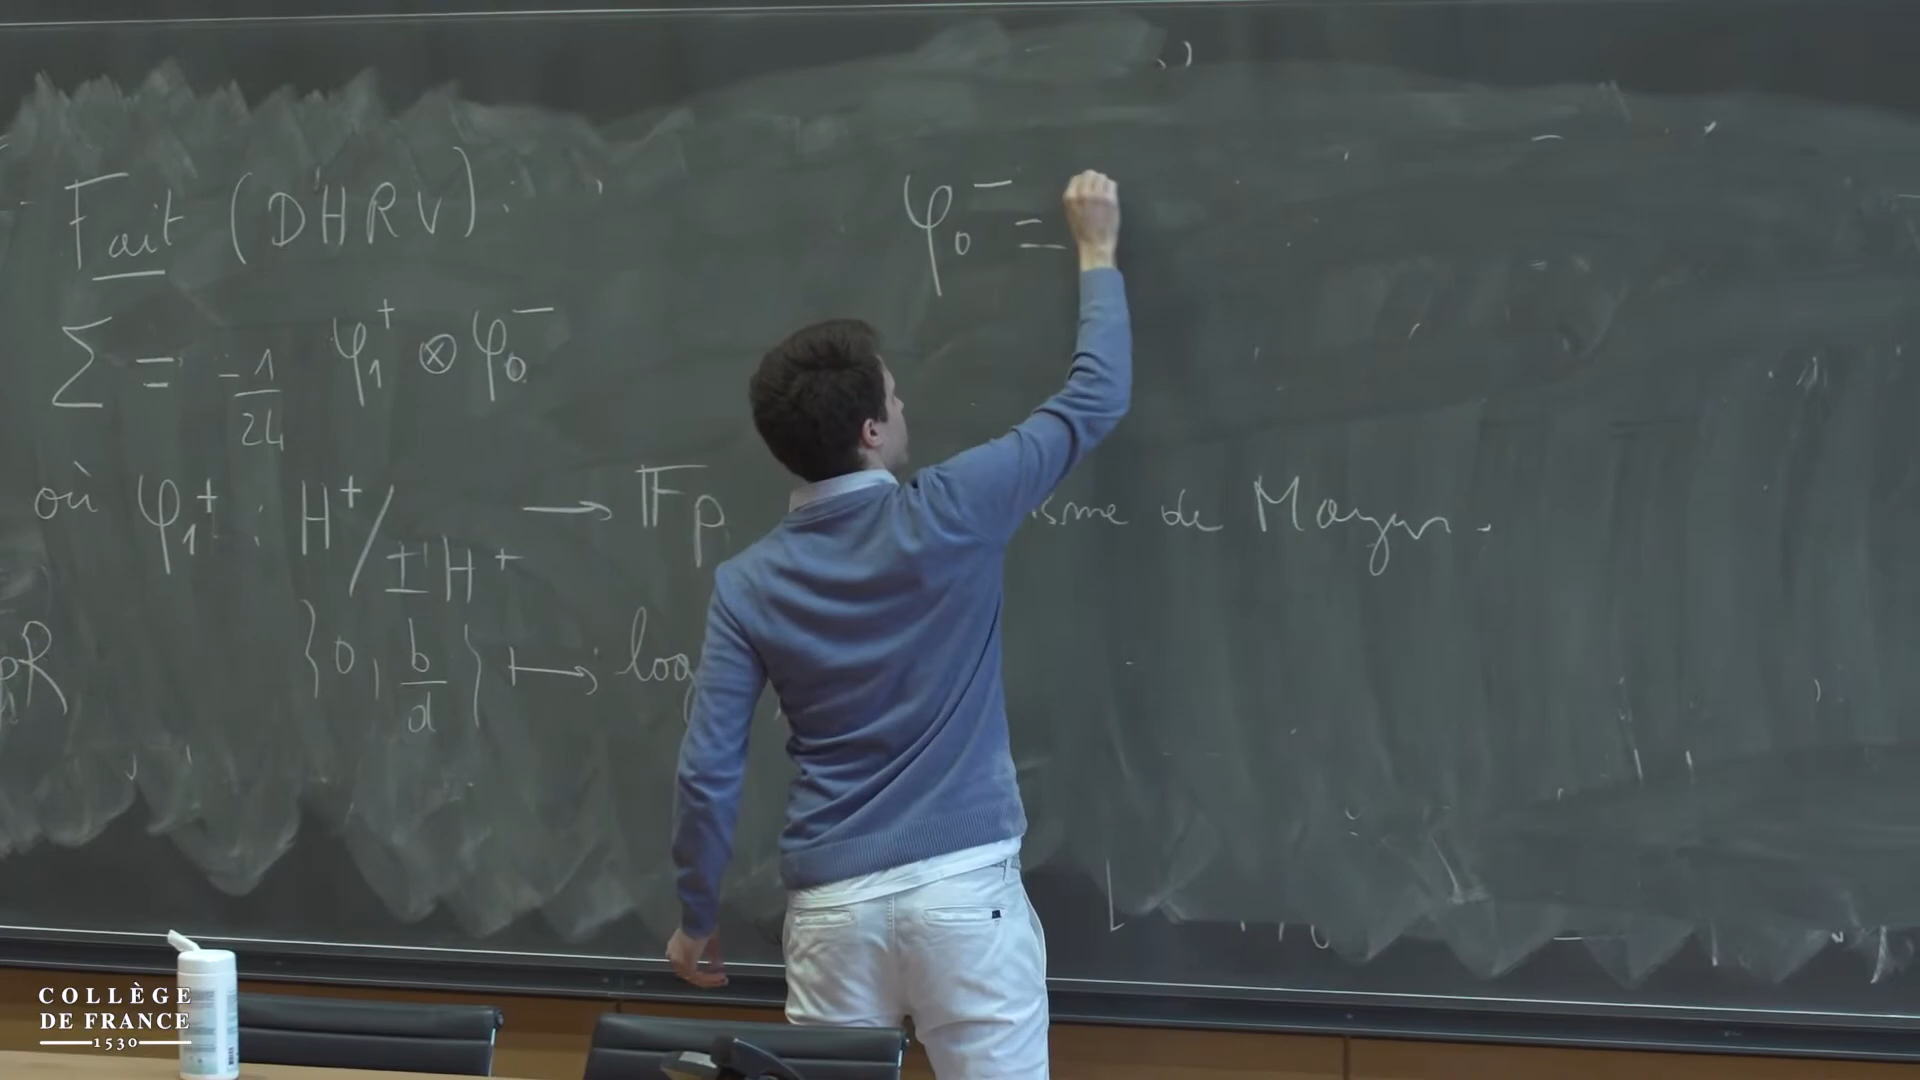 Fait (DHRV):
Σ = -1/24 φ₁⁺ ⊗ φ₀⁻
où φ₁⁺ : H⁺/±'H⁺ → 𝔽p isme de Mazur.
{0, b/d} ↦ log
φ₀⁻ =
COLLÈGE
DE FRANCE
1530